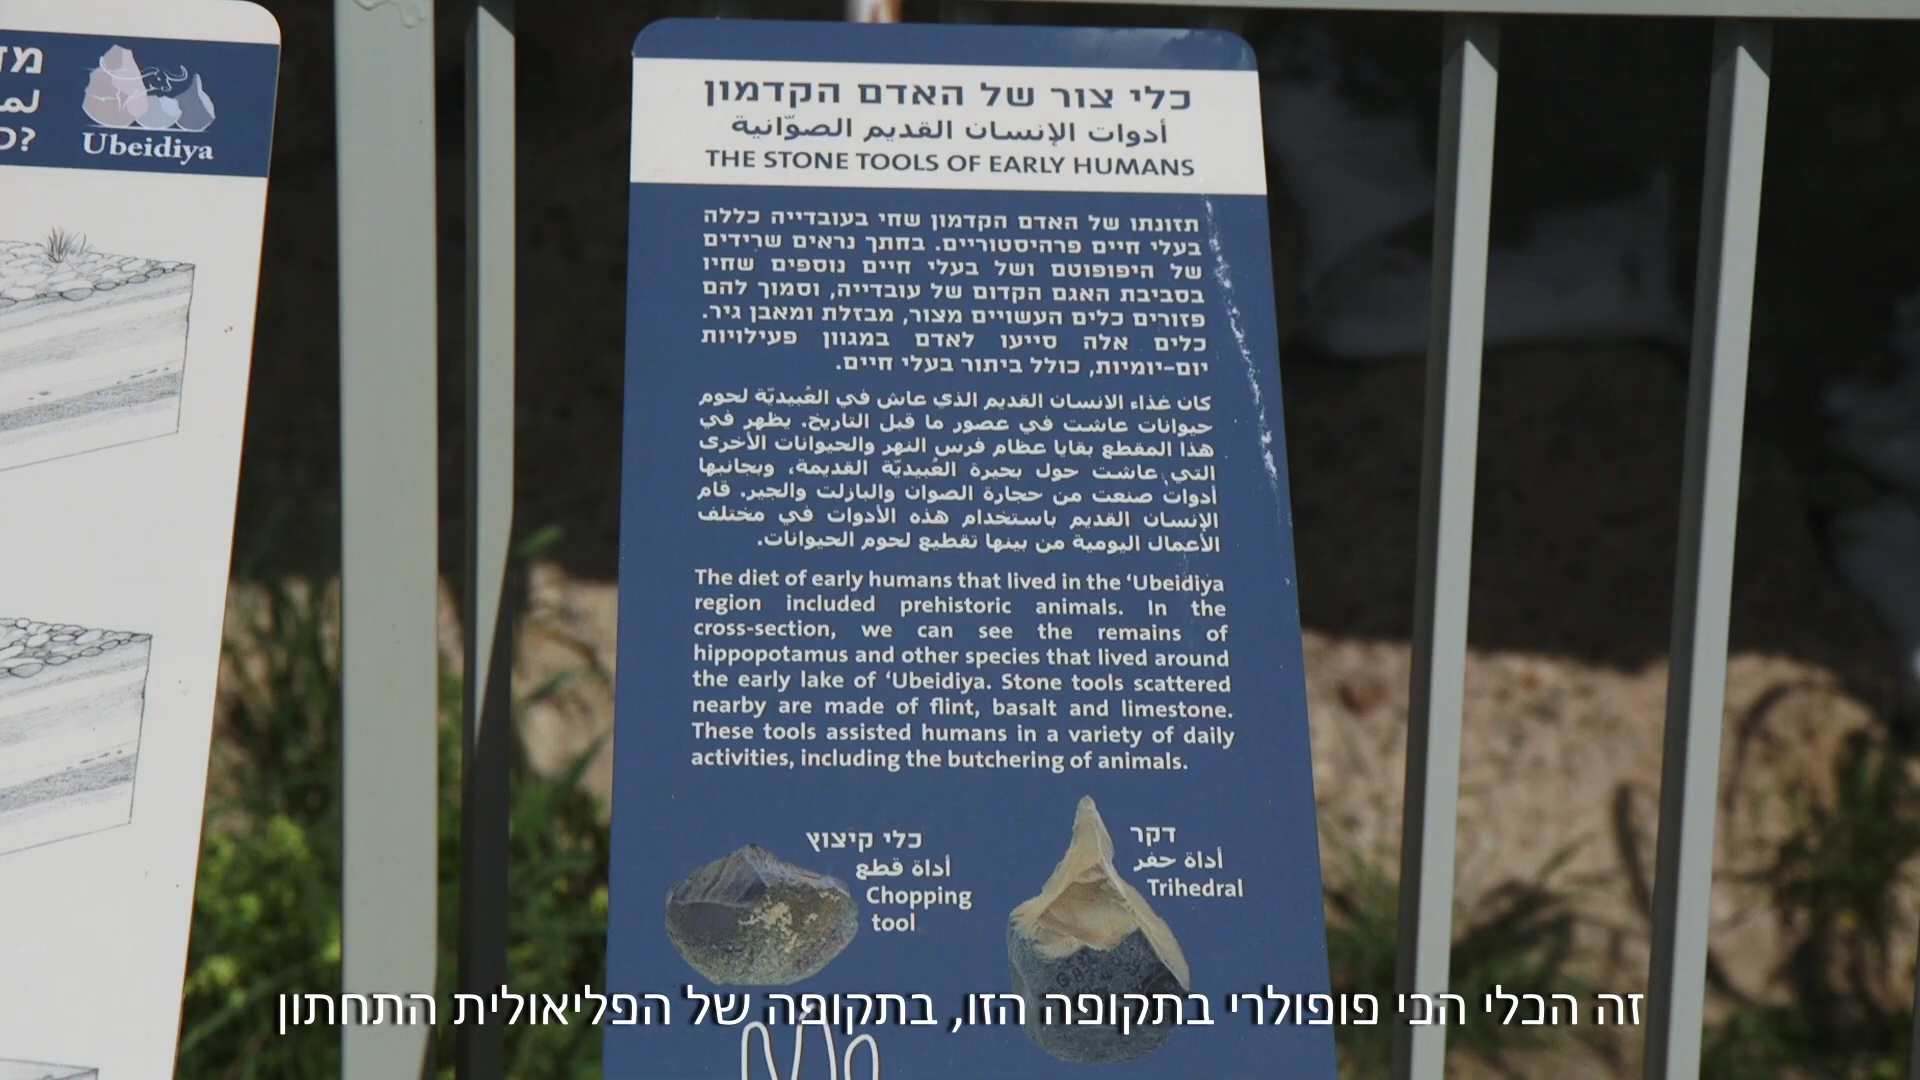 Ubeidiya
כלי צור של האדם הקדמון
أدوات الإنسان القديم الصوّانية
THE STONE TOOLS OF EARLY HUMANS
תזונתו של האדם הקדמון שחי בעובדייה כללה
בעלי חיים פרהיסטוריים. בחתך נראים שרידים
של היפופוטם ושל בעלי חיים נוספים שחיו
בסביבת האגם הקדום של עובדייה, וסמוך להם
פזורים כלים העשויים מצור, מבזלת ומאבן גיר.
כלים אלה סייעו לאדם במגוון פעילויות
יום-יומיות, כולל ביתור בעלי חיים.
كان غذاء الانسان القديم الذي عاش في العُبيديّة لحوم
حيوانات عاشت في عصور ما قبل التاريخ. يظهر في
هذا المقطع بقايا عظام فرس النهر والحيوانات الأخرى
التي عاشت حول بحيرة العُبيديّة القديمة، وبجانبها
أدوات صنعت من حجارة الصوان والبازلت والجير. قام
الإنسان القديم باستخدام هذه الأدوات في مختلف
الأعمال اليومية من بينها تقطيع لحوم الحيوانات.
The diet of early humans that lived in the ‘Ubeidiya
region included prehistoric animals. In the
cross-section, we can see the remains of
hippopotamus and other species that lived around
the early lake of ‘Ubeidiya. Stone tools scattered
nearby are made of flint, basalt and limestone.
These tools assisted humans in a variety of daily
activities, including the butchering of animals.
כלי קיצוץ
أداة قطع
Chopping
tool
דקר
أداة حفر
Trihedral
זה הכלי הכי פופולרי בתקופה הזו, בתקופה של הפליאולית התחתון